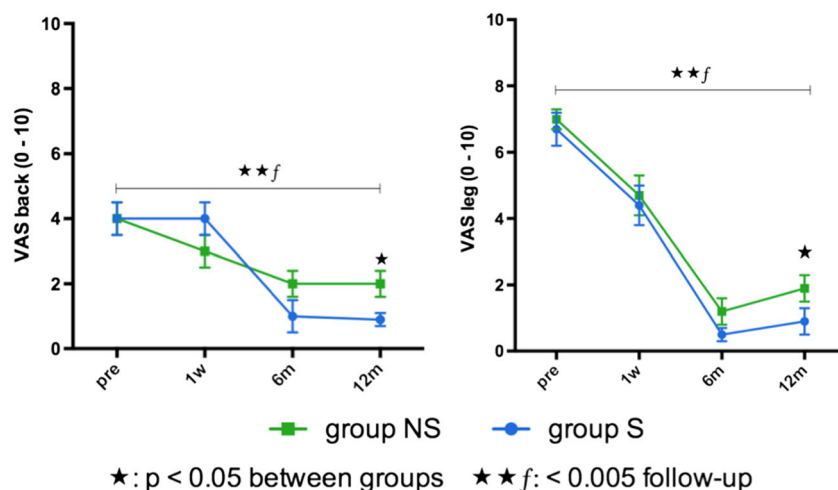 VAS back (0 - 10)
10
8
6
4
2
0
★★f
★
pre
1w
6m
12m
VAS leg (0 - 10)
10
8
6
4
2
0
★★f
★
pre
1w
6m
12m
group NS
group S
★: p < 0.05 between groups ★★f: < 0.005 follow-up